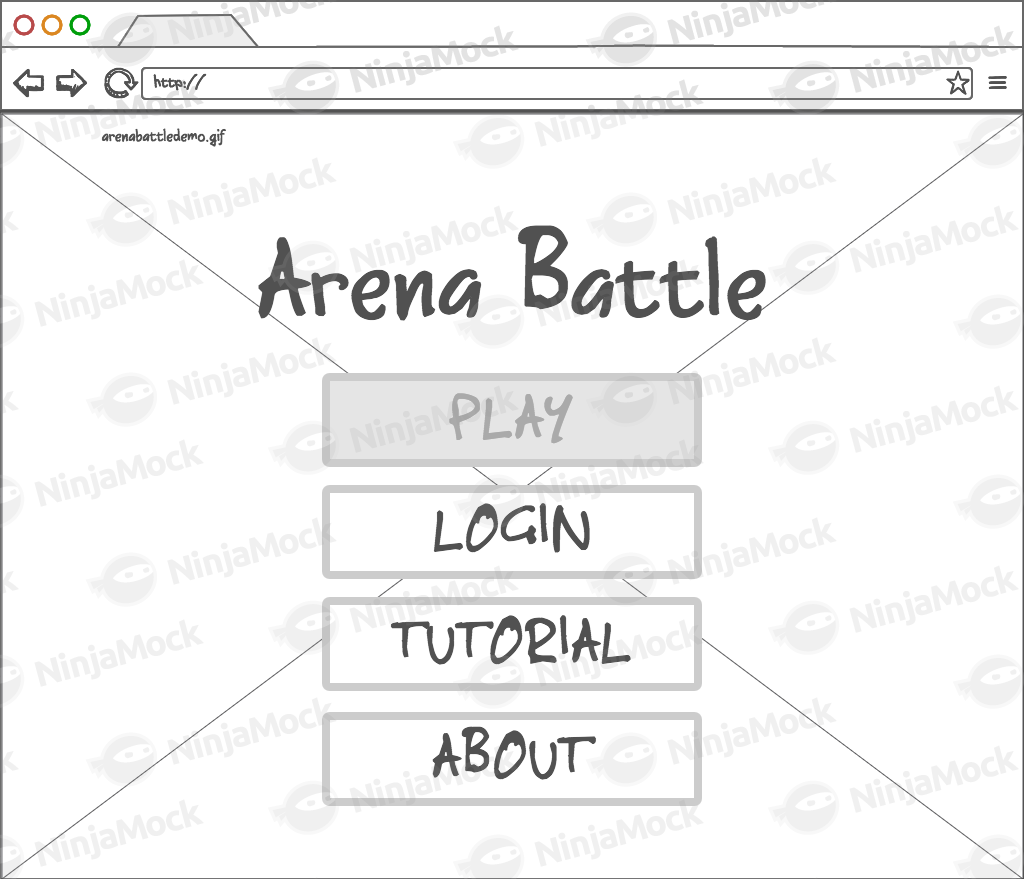 http://
arenabattledemo.gif
Arena Battle
PLAY
LOGIN
TUTORIAL
ABOUT
NinjaMock